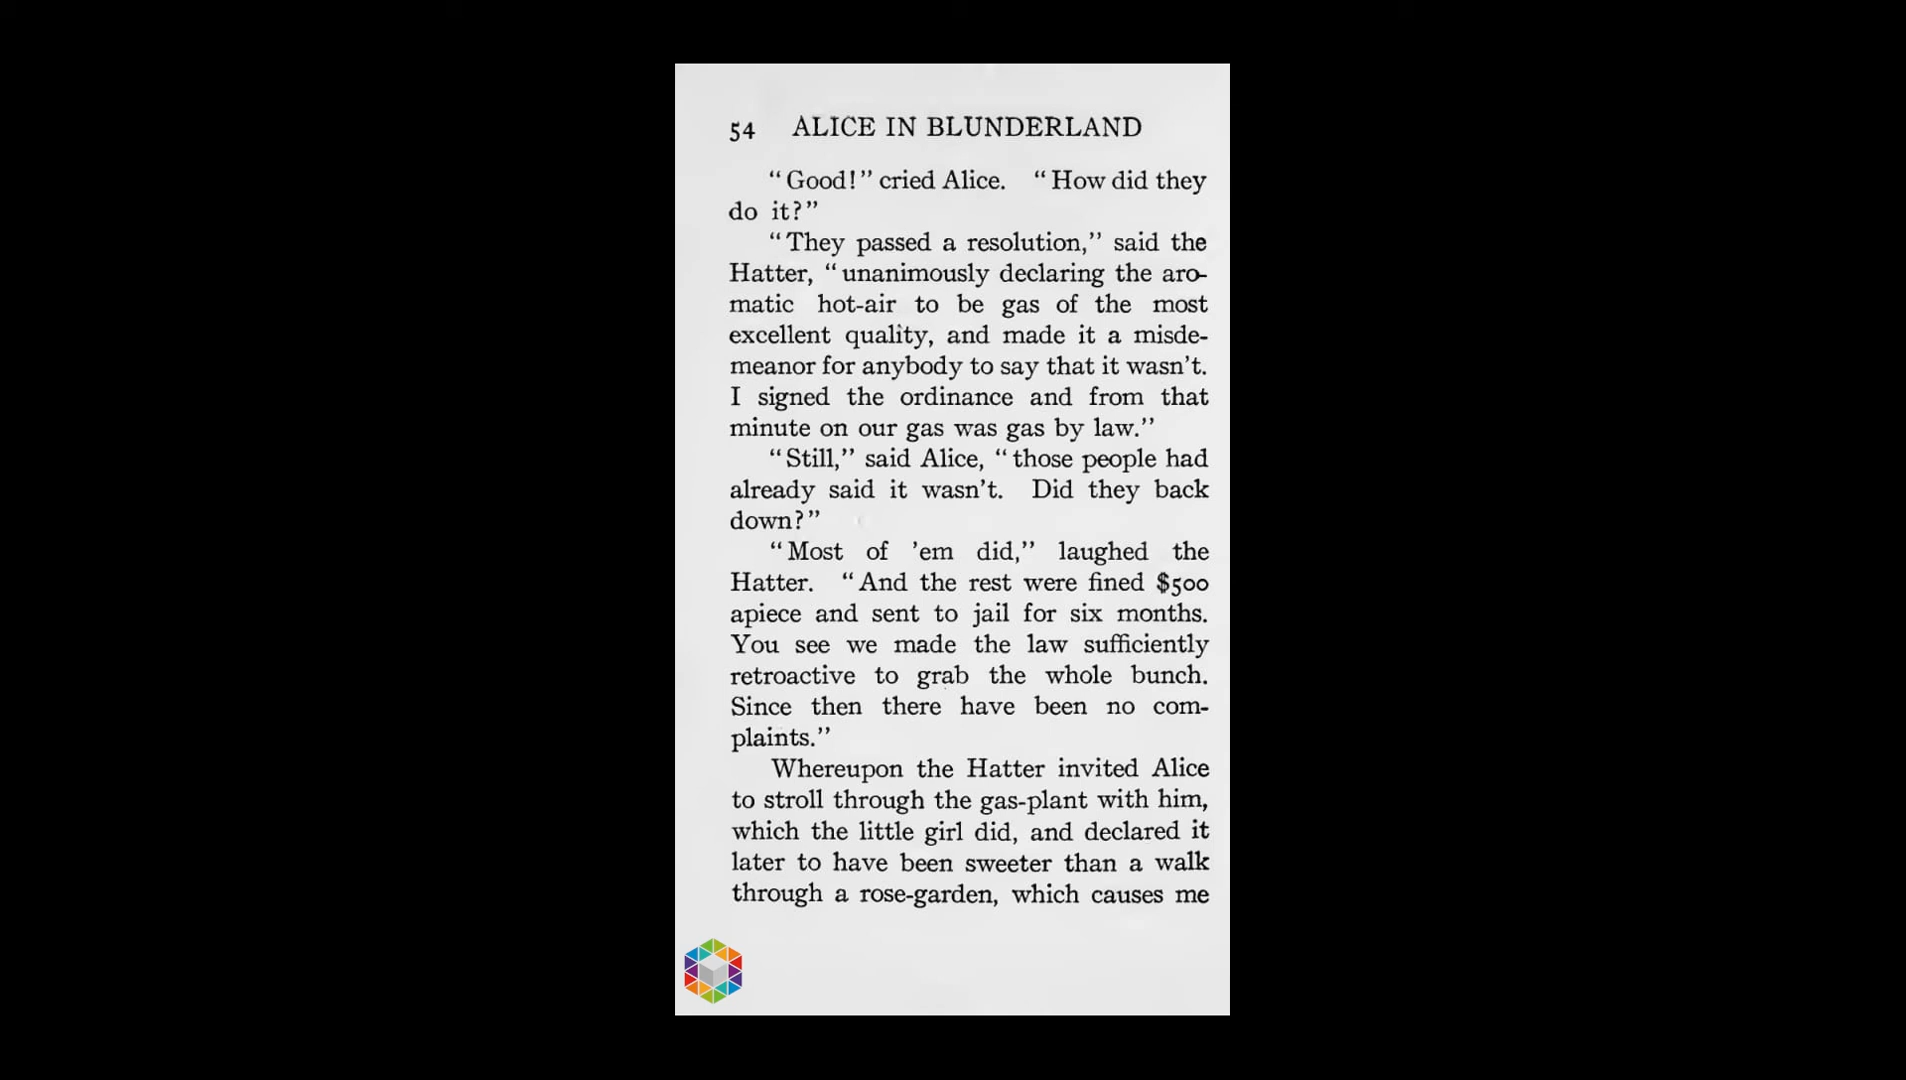 54 ALICE IN BLUNDERLAND
“Good!” cried Alice. “How did they
do it?”
“They passed a resolution,” said the
Hatter, “unanimously declaring the aro-
matic hot-air to be gas of the most
excellent quality, and made it a misde-
meanor for anybody to say that it wasn’t.
I signed the ordinance and from that
minute on our gas was gas by law.”
“Still,” said Alice, “those people had
already said it wasn’t. Did they back
down?”
“Most of ’em did,” laughed the
Hatter. “And the rest were fined $500
apiece and sent to jail for six months.
You see we made the law sufficiently
retroactive to grab the whole bunch.
Since then there have been no com-
plaints.”
Whereupon the Hatter invited Alice
to stroll through the gas-plant with him,
which the little girl did, and declared it
later to have been sweeter than a walk
through a rose-garden, which causes me